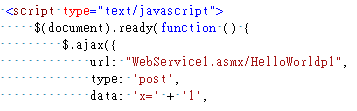 <script type="text/javascript">
$(document).ready(function () {
$.ajax({
url: "WebService1.asmx/HelloWorldp1",
type: 'post',
data: 'x=' + '1',